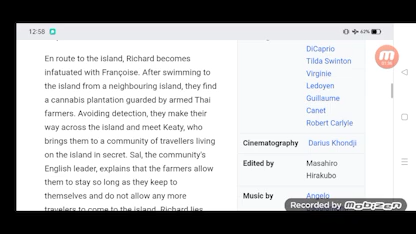 12:58
62%
En route to the island, Richard becomes
infatuated with Françoise. After swimming to
the island from a neighbouring island, they find
a cannabis plantation guarded by armed Thai
farmers. Avoiding detection, they make their
way across the island and meet Keaty, who
brings them to a community of travellers living
on the island in secret. Sal, the community's
English leader, explains that the farmers allow
them to stay so long as they keep to
themselves and do not allow any more
travelers to come to the island. Richard lies
DiCaprio
Tilda Swinton
Virginie
Ledoyen
Guillaume
Canet
Robert Carlyle
Cinematography Darius Khondji
Edited by Masahiro
Hirakubo
Music by Angelo
Recorded by Mobizen